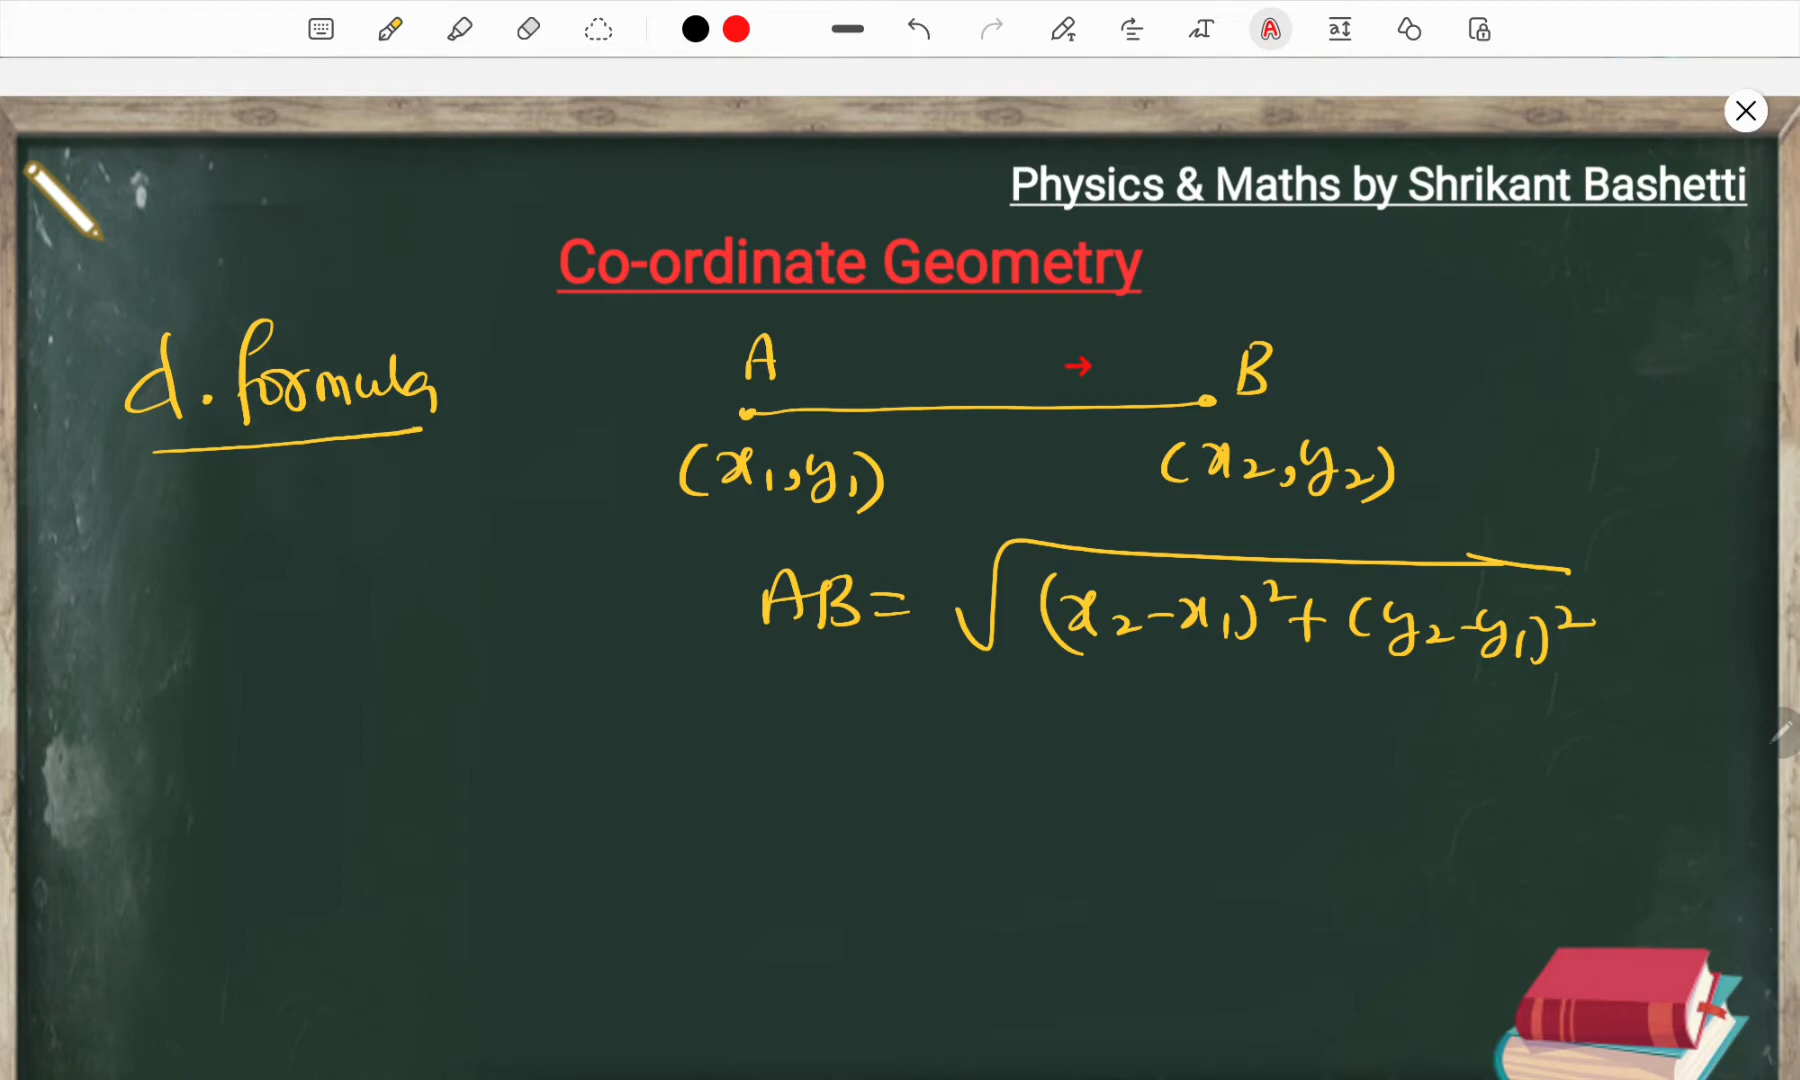 Physics & Maths by Shrikant Bashetti
Co-ordinate Geometry
d. formula
A B
(x₁,y₁) (x₂,y₂)
AB = √(x₂-x₁)²+(y₂-y₁)²